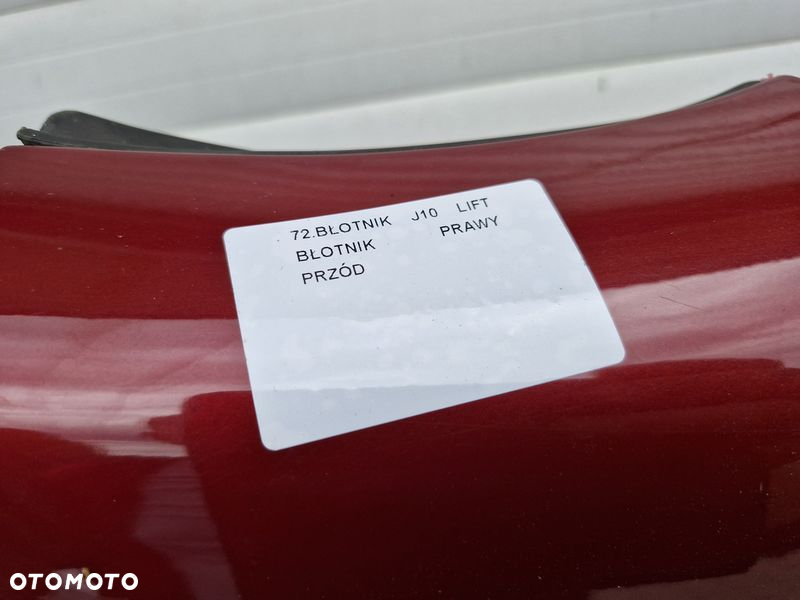 72.BŁOTNIK J10 LIFT
BŁOTNIK PRAWY
PRZÓD
OTOMOTO